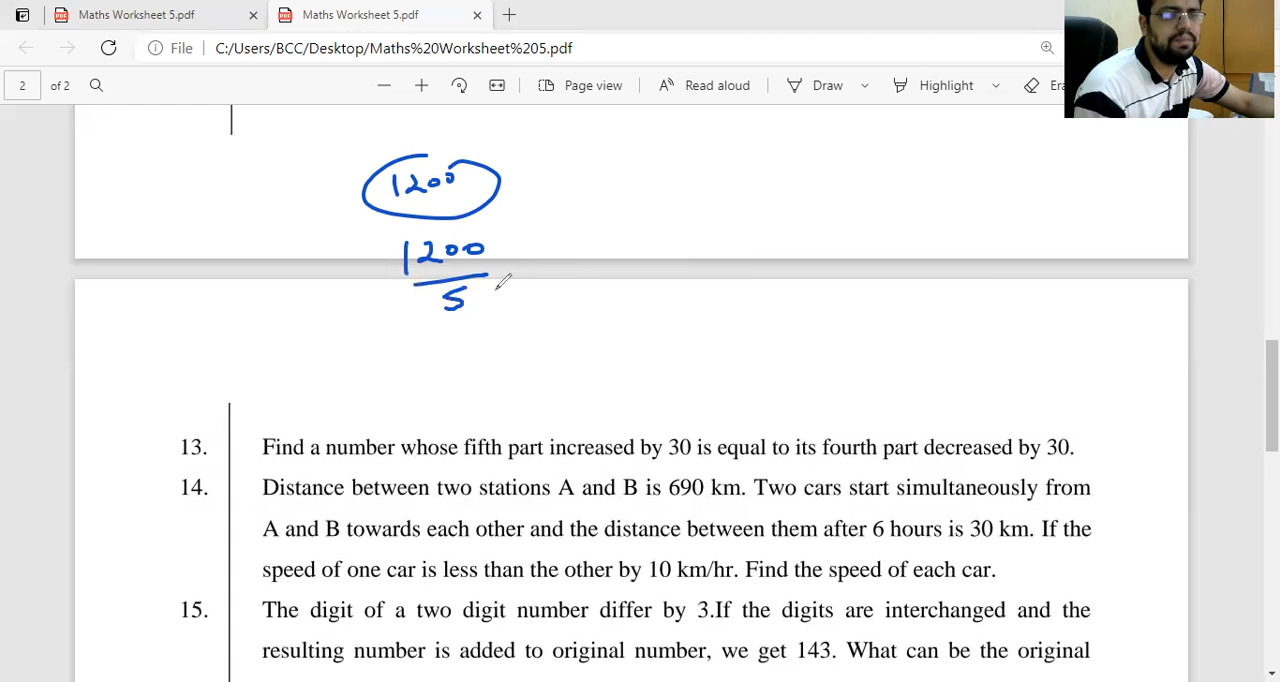 Maths Worksheet 5.pdf
Maths Worksheet 5.pdf
File C:/Users/BCC/Desktop/Maths%20Worksheet%205.pdf
2 of 2 Page view Read aloud Draw Highlight Era
1200
1200
5
13. Find a number whose fifth part increased by 30 is equal to its fourth part decreased by 30.
14. Distance between two stations A and B is 690 km. Two cars start simultaneously from
A and B towards each other and the distance between them after 6 hours is 30 km. If the
speed of one car is less than the other by 10 km/hr. Find the speed of each car.
15. The digit of a two digit number differ by 3.If the digits are interchanged and the
resulting number is added to original number, we get 143. What can be the original